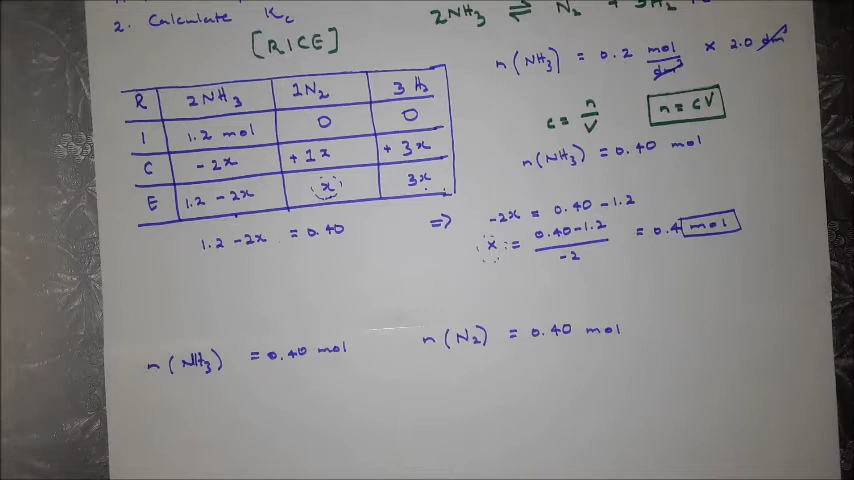 2. Calculate Kc
2NH₃ ⇌ N₂ + 3H₂
[RICE]
n(NH₃) = 0.2 mol/dm × 2.0 dm
R | 2NH₃ | 2N₂ | 3H₂
I | 1.2 mol | 0 | 0
C | -2x | +1x | +3x
E | 1.2 - 2x | x | 3x
c = n/V
n = cV
n(NH₃) = 0.40 mol
1.2 - 2x = 0.40 ⇒
-2x = 0.40 - 1.2
x = (0.40 - 1.2)/-2 = 0.4 mol
n(NH₃) = 0.40 mol
n(N₂) = 0.40 mol